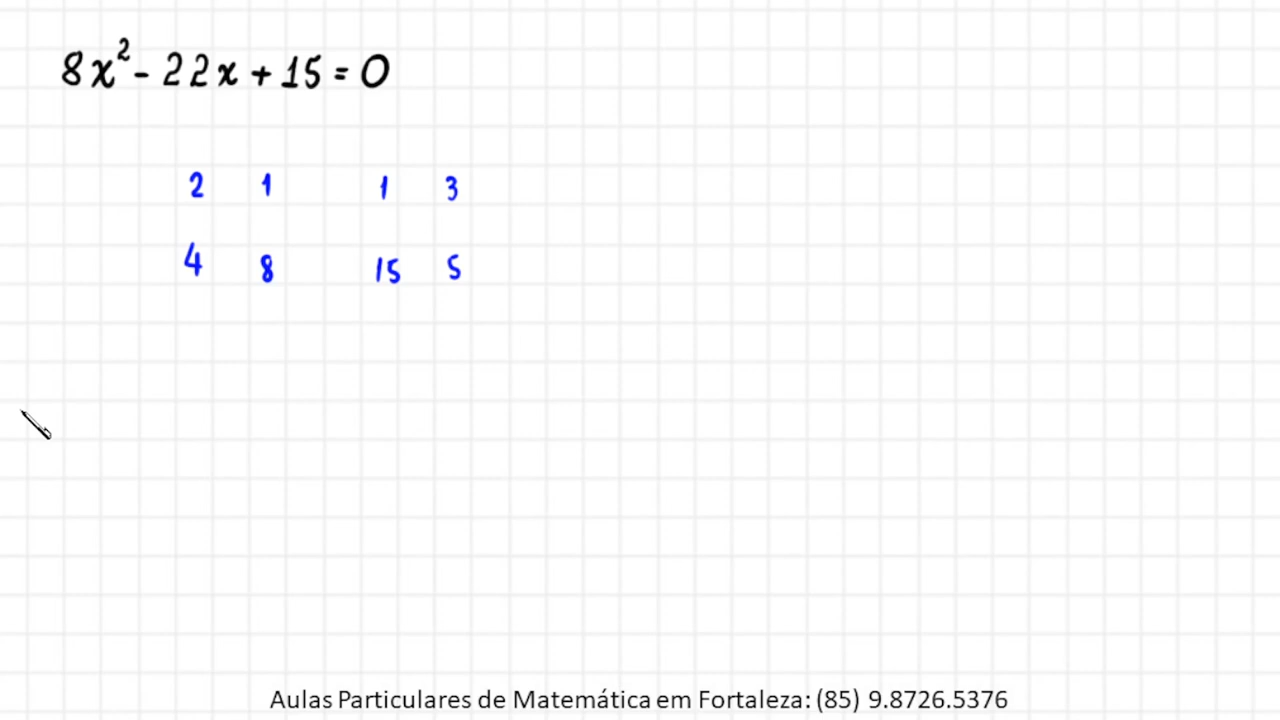 8x² - 22x + 15 = 0
2 1 1 3
4 8 15 5
Aulas Particulares de Matemática em Fortaleza: (85) 9.8726.5376